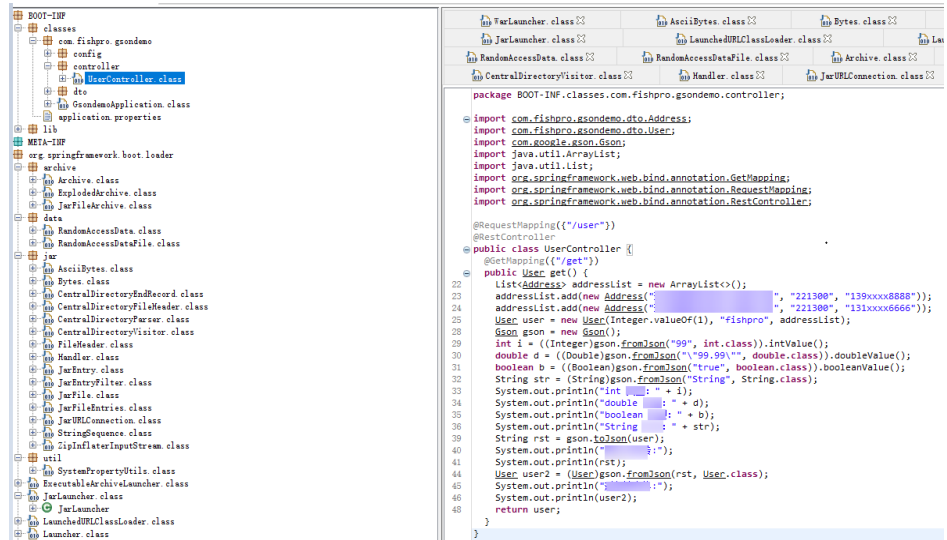 BOOT-INF
classes
com.fishpro.gsondemo
config
controller
UserController.class
dto
GsondemoApplication.class
application.properties
lib
META-INF
org.springframework.boot.loader
archive
Archive.class
ExplodedArchive.class
JarFileArchive.class
data
RandomAccessData.class
RandomAccessDataFile.class
jar
AsciiBytes.class
Bytes.class
CentralDirectoryEndRecord.class
CentralDirectoryFileHeader.class
CentralDirectoryParser.class
CentralDirectoryVisitor.class
FileHeader.class
Handler.class
JarEntry.class
JarEntryFilter.class
JarFile.class
JarFileEntries.class
JarURLConnection.class
StringSequence.class
ZipInflaterInputStream.class
util
SystemPropertyUtils.class
ExecutableArchiveLauncher.class
JarLauncher.class
JarLauncher
LaunchedURLClassLoader.class
Launcher.class
WarLauncher.class AsciiBytes.class Bytes.class
JarLauncher.class LaunchedURLClassLoader.class Lau
RandomAccessData.class RandomAccessDataFile.class Archive.class
CentralDirectoryVisitor.class Handler.class JarURLConnection.class
package BOOT-INF.classes.com.fishpro.gsondemo.controller;
import com.fishpro.gsondemo.dto.Address;
import com.fishpro.gsondemo.dto.User;
import com.google.gson.Gson;
import java.util.ArrayList;
import java.util.List;
import org.springframework.web.bind.annotation.GetMapping;
import org.springframework.web.bind.annotation.RequestMapping;
import org.springframework.web.bind.annotation.RestController;
@RequestMapping({"/user"})
@RestController
public class UserController {
@GetMapping({"/get"})
public User get() {
22 List<Address> addressList = new ArrayList<>();
23 addressList.add(new Address(" ", "221300", "139xxxx8888"));
24 addressList.add(new Address(" ", "221300", "131xxxx6666"));
25 User user = new User(Integer.valueOf(1), "fishpro", addressList);
28 Gson gson = new Gson();
29 int i = ((Integer)gson.fromJson("99", int.class)).intValue();
30 double d = ((Double)gson.fromJson("\"99.99\"", double.class)).doubleValue();
31 boolean b = ((Boolean)gson.fromJson("true", boolean.class)).booleanValue();
32 String str = (String)gson.fromJson("String", String.class);
33 System.out.println("int : " + i);
34 System.out.println("double : " + d);
35 System.out.println("boolean : " + b);
36 System.out.println("String : " + str);
39 String rst = gson.toJson(user);
40 System.out.println(" :");
41 System.out.println(rst);
44 User user2 = (User)gson.fromJson(rst, User.class);
45 System.out.println(" :");
46 System.out.println(user2);
48 return user;
}
}